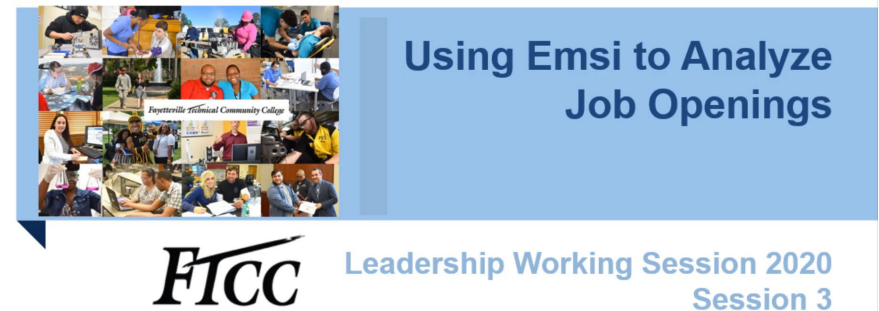 Using Emsi to Analyze
Job Openings
Fayetteville Technical Community College
FTCC
Leadership Working Session 2020
Session 3